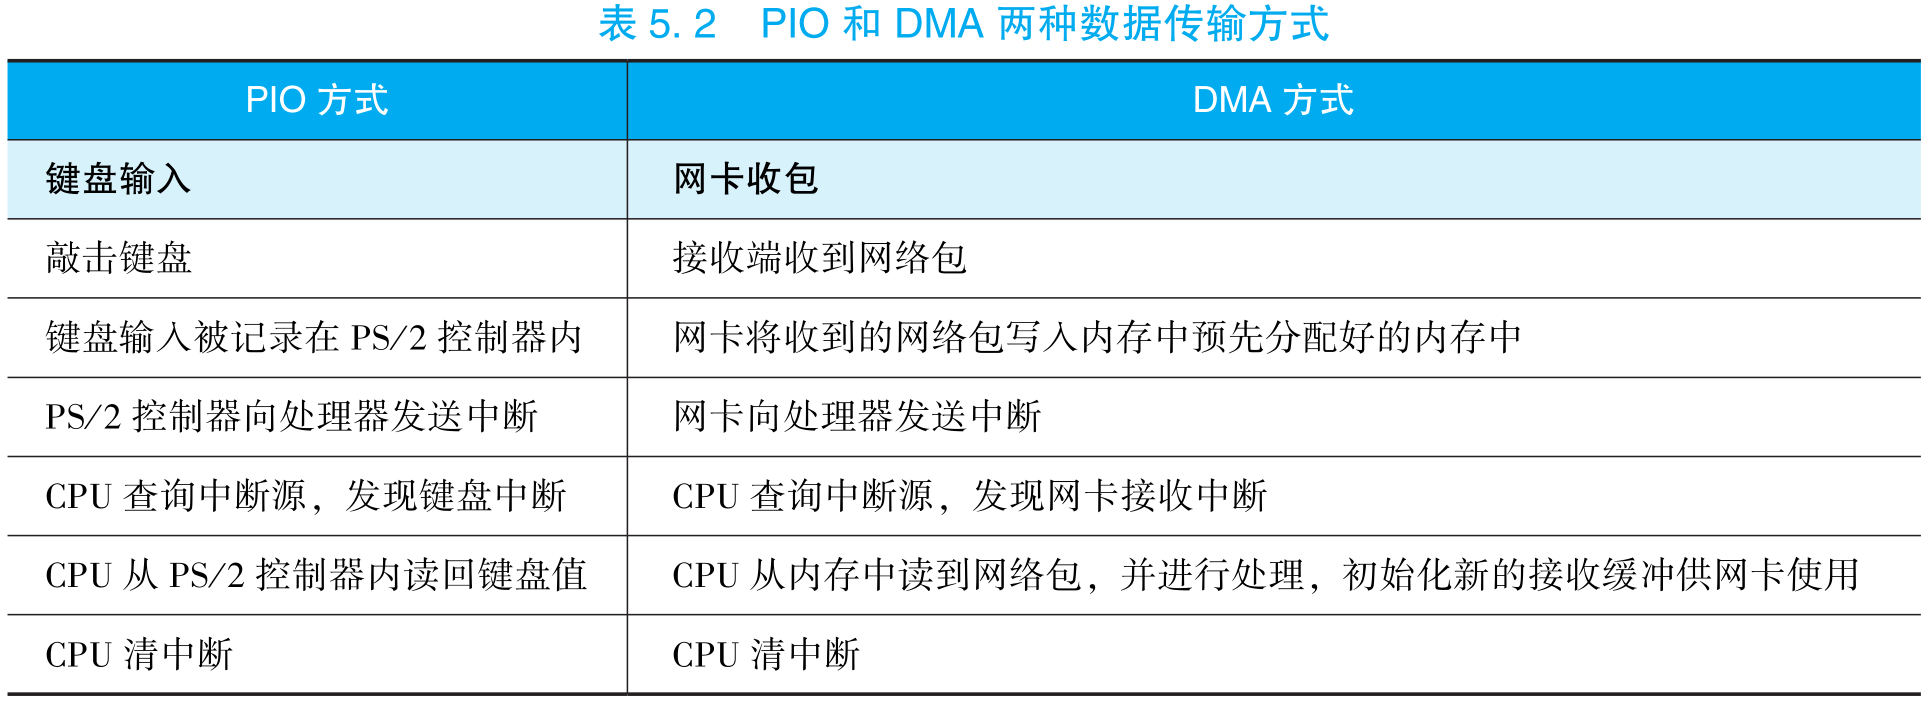 表 5. 2 PIO 和 DMA 两种数据传输方式
PIO 方式 DMA 方式
键盘输入 网卡收包
敲击键盘 接收端收到网络包
键盘输入被记录在 PS/2 控制器内 网卡将收到的网络包写入内存中预先分配好的内存中
PS/2 控制器向处理器发送中断 网卡向处理器发送中断
CPU 查询中断源，发现键盘中断 CPU 查询中断源，发现网卡接收中断
CPU 从 PS/2 控制器内读回键盘值 CPU 从内存中读到网络包，并进行处理，初始化新的接收缓冲供网卡使用
CPU 清中断 CPU 清中断